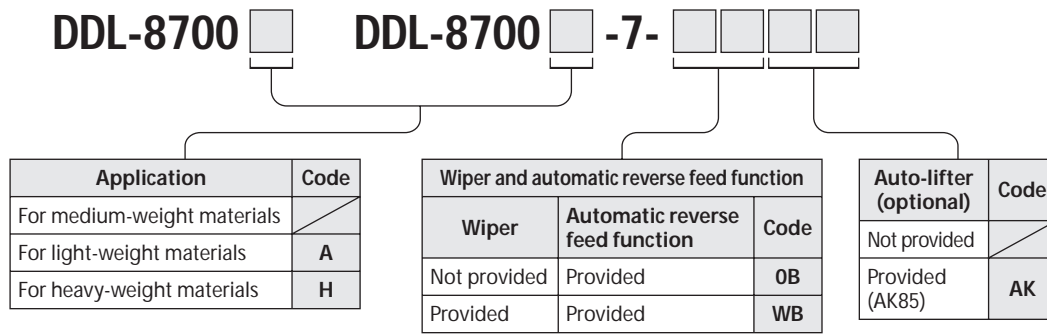 DDL-8700 DDL-8700 -7-
Application Code
For medium-weight materials
For light-weight materials A
For heavy-weight materials H
Wiper and automatic reverse feed function
Wiper Automatic reverse feed function Code
Not provided Provided 0B
Provided Provided WB
Auto-lifter
(optional) Code
Not provided
Provided
(AK85) AK